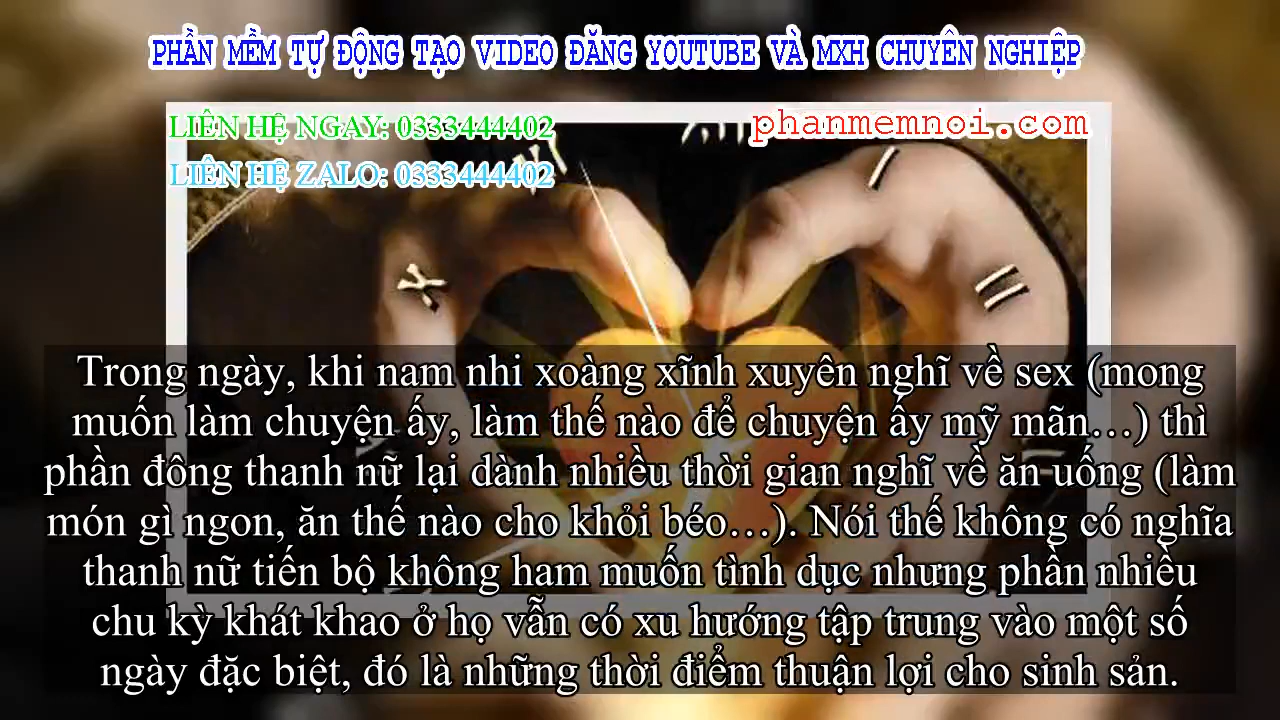 PHẦN MỀM TỰ ĐỘNG TẠO VIDEO ĐĂNG YOUTUBE VÀ MXH CHUYÊN NGHIỆP
LIÊN HỆ NGAY: 0333444402
phanmemnoi.com
LIÊN HỆ ZALO: 0333444402
Trong ngày, khi nam nhi xoàng xĩnh xuyên nghĩ về sex (mong
muốn làm chuyện ấy, làm thế nào để chuyện ấy mỹ mãn…) thì
phần đông thanh nữ lại dành nhiều thời gian nghĩ về ăn uống (làm
món gì ngon, ăn thế nào cho khỏi béo…). Nói thế không có nghĩa
thanh nữ tiến bộ không ham muốn tình dục nhưng phần nhiều
chu kỳ khát khao ở họ vẫn có xu hướng tập trung vào một số
ngày đặc biệt, đó là những thời điểm thuận lợi cho sinh sản.